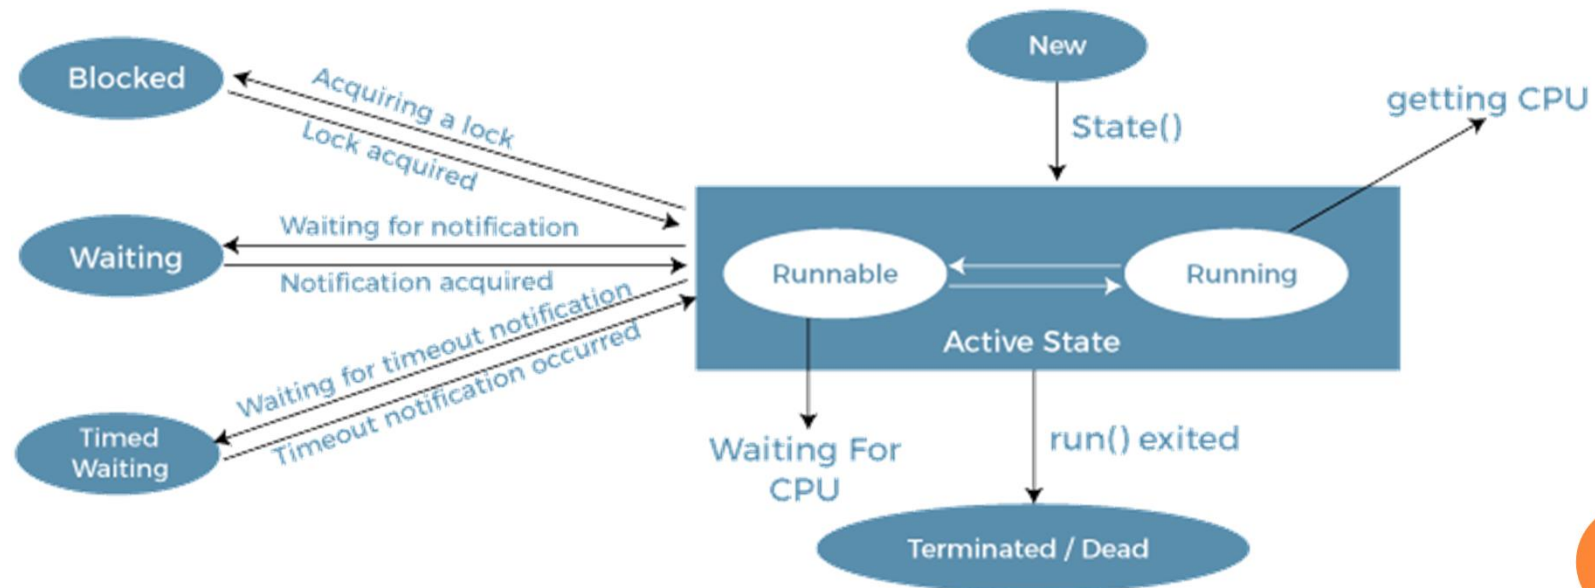 New
Blocked
Acquiring a lock
Lock acquired
State()
getting CPU
Waiting
Waiting for notification
Notification acquired
Runnable
Running
Active State
Waiting for timeout notification
Timeout notification occurred
Timed
Waiting
Waiting For
CPU
run() exited
Terminated / Dead